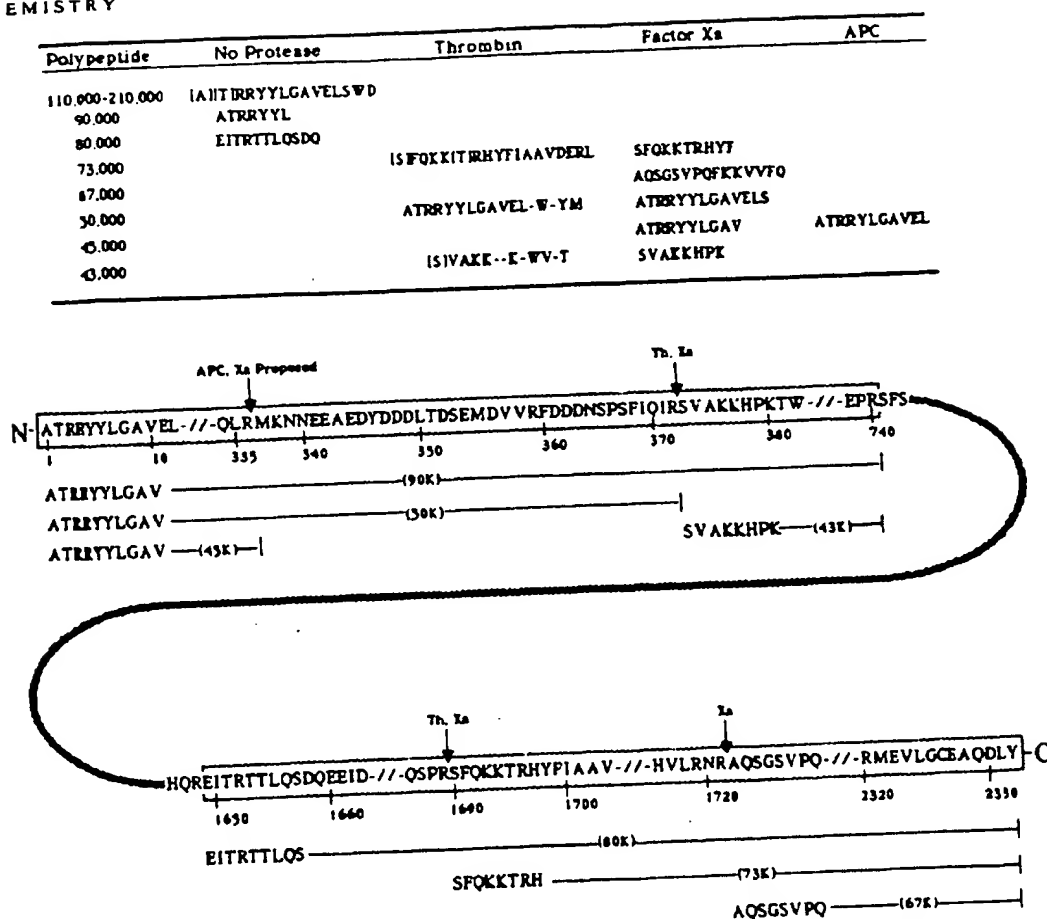 EMISTRY
Polypeptide No Protease Thrombin Factor Xa APC
110,000-210,000 [A][T]RRYYLGAVELSWD
90,000 ATRRYYL
80,000 EITRTTLQSDQ
73,000 [S]FQKK[T]RHYFIAAVDERL SFQKKTRHYF
67,000 AQSGSVPQFKKVVFQ
50,000 ATRRYYLGAVEL-W-YM ATRRYYLGAVELS
45,000 ATRRYYLGAV ATRRYLGAVEL
43,000 [S]VAKK--K-WV-T SVAKKHPK
APC, Xa Proposed Th, Xa
N- ATRRYYLGAVEL-//-QLRMKNNEEAEDYDDDLTDSEMDVVRFDDDNSPSFIQIRSVAKKHPKTW-//-EPRSFS
1 10 335 340 350 360 370 380 740
ATRRYYLGAV (90K)
ATRRYYLGAV (50K)
SVAKKHPK (43K)
ATRRYYLGAV (45K)
Th, Xa Xa
HQREITRTTLQSDQEEID-//-QSPRSFQKKTRHYFIAAV-//-HVLRNRAQSGSVPQ-//-RMEVLGCEAQDLY -C
1650 1660 1690 1700 1720 2320 2330
EITRTTLQS (80K)
SFQKKTRH (73K)
AQSGSVPQ (67K)